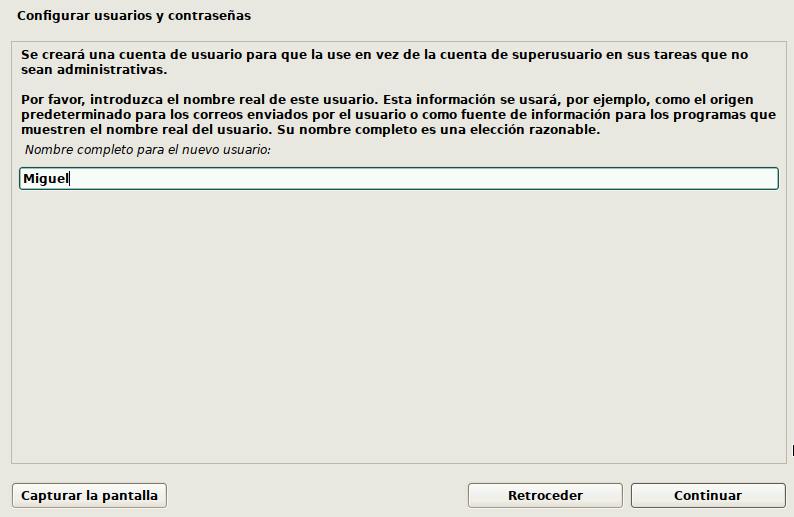 Configurar usuarios y contraseñas
Se creará una cuenta de usuario para que la use en vez de la cuenta de superusuario en sus tareas que no
sean administrativas.
Por favor, introduzca el nombre real de este usuario. Esta información se usará, por ejemplo, como el origen
predeterminado para los correos enviados por el usuario o como fuente de información para los programas que
muestren el nombre real del usuario. Su nombre completo es una elección razonable.
Nombre completo para el nuevo usuario:
Miguel
Capturar la pantalla
Retroceder
Continuar